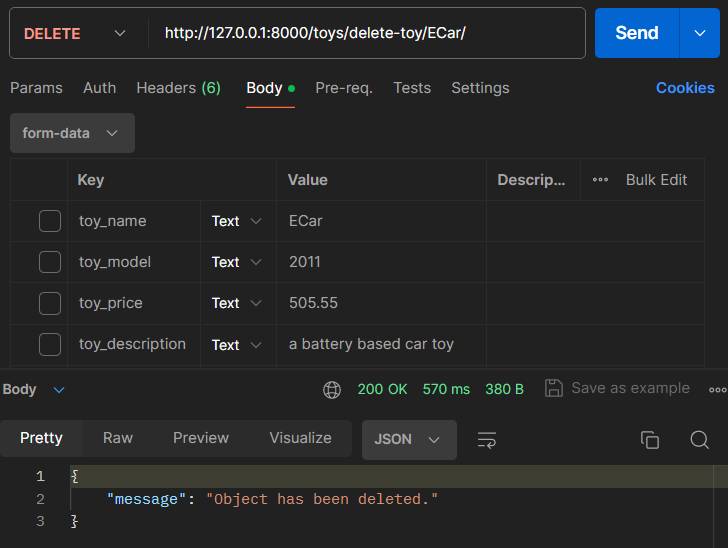 DELETE http://127.0.0.1:8000/toys/delete-toy/ECar/ Send
Params Auth Headers (6) Body Pre-req. Tests Settings Cookies
form-data
Key Value Descrip... Bulk Edit
toy_name Text ECar
toy_model Text 2011
toy_price Text 505.55
toy_description Text a battery based car toy
Body 200 OK 570 ms 380 B Save as example
Pretty Raw Preview Visualize JSON
1 {
2 "message": "Object has been deleted."
3 }